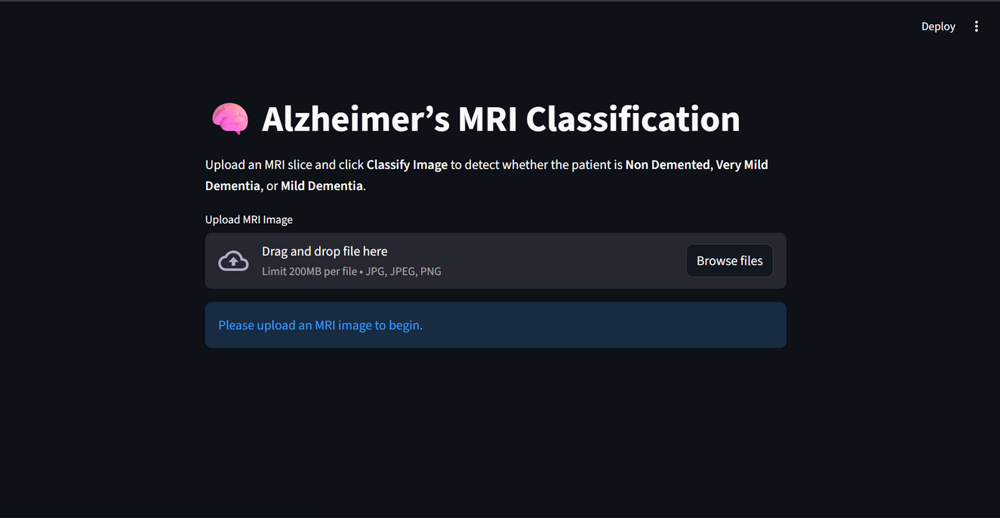 Deploy
Alzheimer’s MRI Classification
Upload an MRI slice and click Classify Image to detect whether the patient is Non Demented, Very Mild
Dementia, or Mild Dementia.
Upload MRI Image
Drag and drop file here
Limit 200MB per file • JPG, JPEG, PNG
Browse files
Please upload an MRI image to begin.